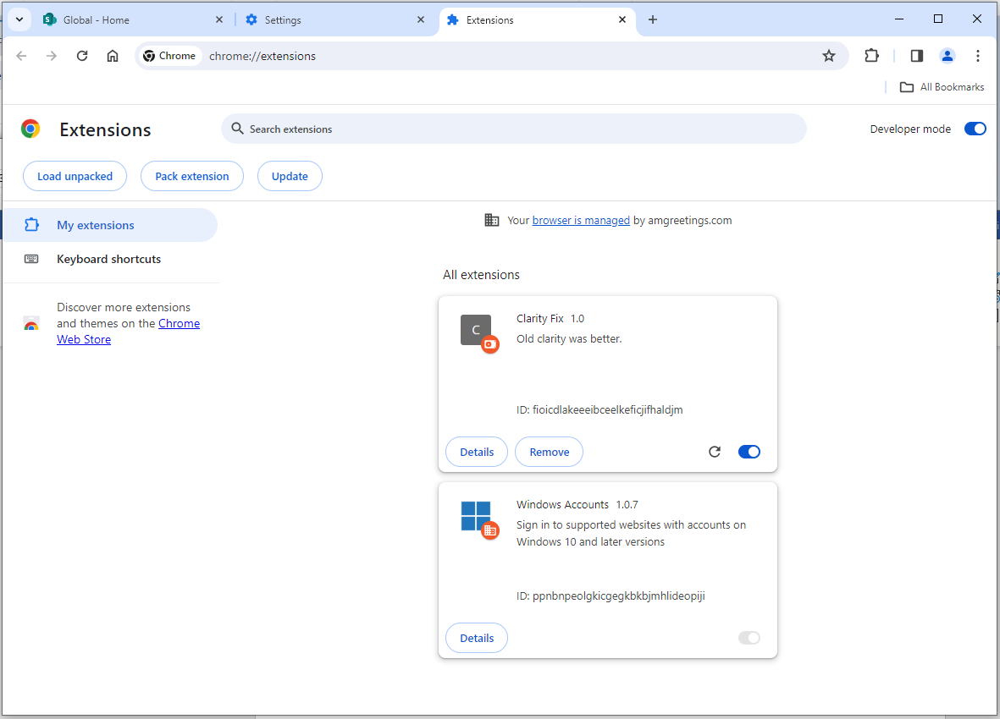 Global - Home
Settings
Extensions
Chrome
chrome://extensions
All Bookmarks
Extensions
Search extensions
Developer mode
Load unpacked
Pack extension
Update
My extensions
Keyboard shortcuts
Discover more extensions
and themes on the Chrome
Web Store
Your browser is managed by amgreetings.com
All extensions
C
Clarity Fix 1.0
Old clarity was better.
ID: fioicdlakeeeibceelkeficjifhaldjm
Details
Remove
Windows Accounts 1.0.7
Sign in to supported websites with accounts on
Windows 10 and later versions
ID: ppnbnpeolgkicgegkbkbjmhlideopiji
Details